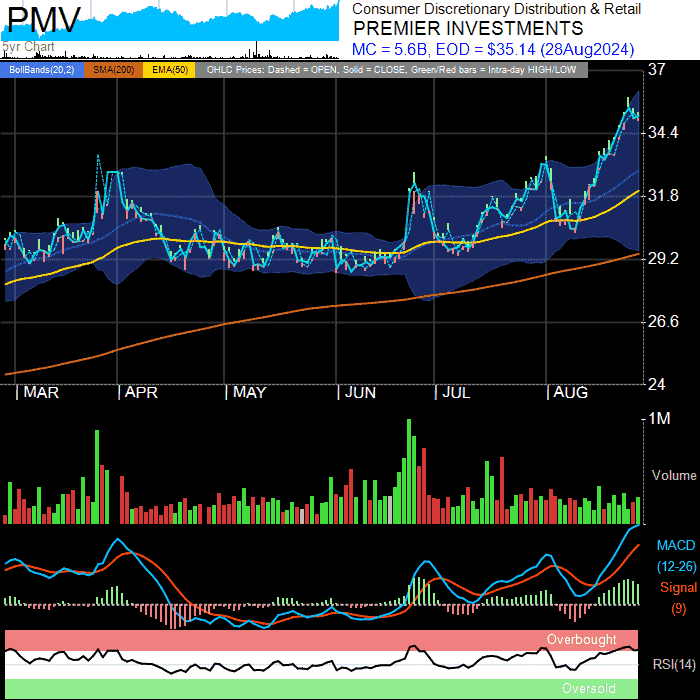 PMV
5yr Chart
Consumer Discretionary Distribution & Retail
PREMIER INVESTMENTS
MC = 5.6B, EOD = $35.14 (28Aug2024)
BollBands(20,2) SMA(200) EMA(50) OHLC Prices: Dashed = OPEN, Solid = CLOSE, Green/Red bars = Intra-day HIGH/LOW
37
34.4
31.8
29.2
26.6
24
| MAR | APR | MAY | JUN | JUL | AUG
1M
Volume
MACD
(12-26)
Signal
(9)
Overbought
RSI(14)
Oversold